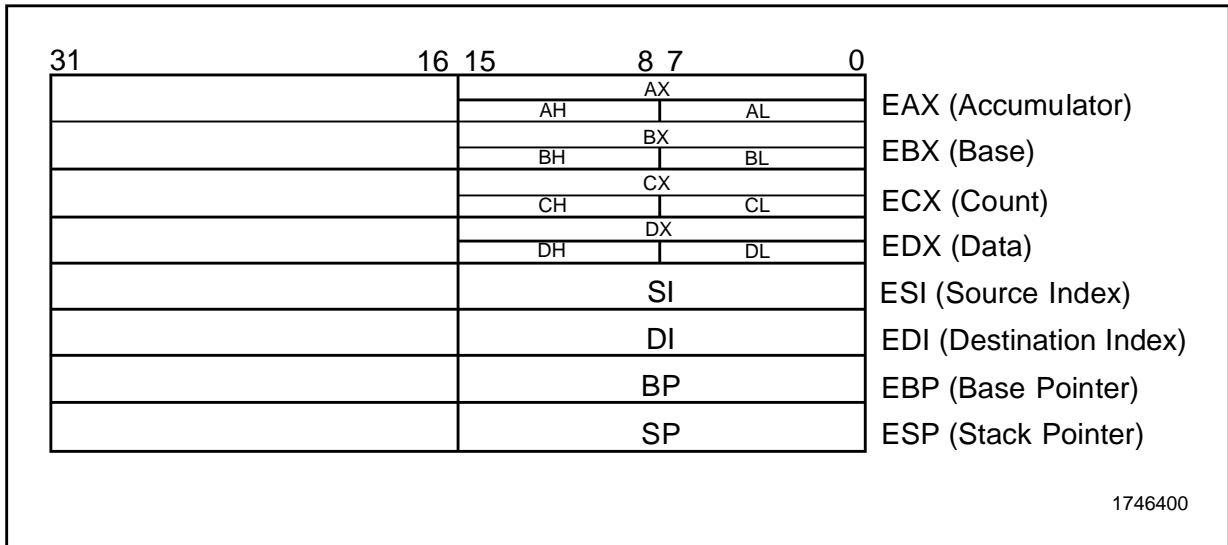 31 16 15 8 7 0
AX
AH AL EAX (Accumulator)
BX
BH BL EBX (Base)
CX
CH CL ECX (Count)
DX
DH DL EDX (Data)
SI ESI (Source Index)
DI EDI (Destination Index)
BP EBP (Base Pointer)
SP ESP (Stack Pointer)
1746400